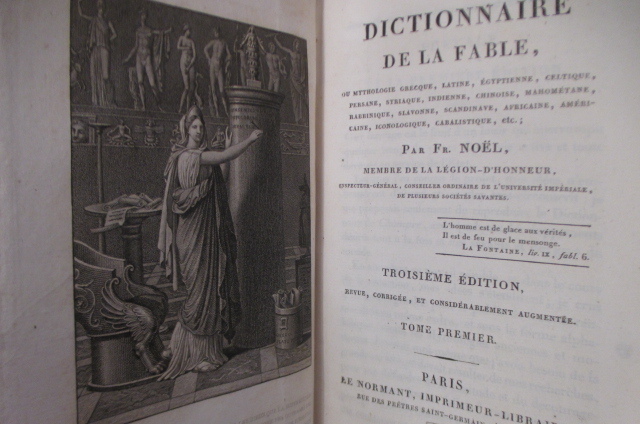 DICTIONNAIRE
DE LA FABLE,
OU MYTHOLOGIE GRECQUE, LATINE, ÉGYPTIENNE, CELTIQUE,
PERSANE, SYRIAQUE, INDIENNE, CHINOISE, MAHOMÉTANE,
RABBINIQUE, SLAVONNE, SCANDINAVE, AFRICAINE, AMÉRI-
CAINE, ICONOLOGIQUE, CABALISTIQUE, etc.;
PAR FR. NOËL,
MEMBRE DE LA LÉGION-D'HONNEUR,
INSPECTEUR-GÉNÉRAL, CONSEILLER ORDINAIRE DE L'UNIVERSITÉ IMPÉRIALE,
DE PLUSIEURS SOCIÉTÉS SAVANTES.
L'homme est de glace aux vérités,
Il est de feu pour le mensonge.
LA FONTAINE, liv. IX, fabl. 6.
TROISIÈME ÉDITION,
REVUE, CORRIGÉE, ET CONSIDÉRABLEMENT AUGMENTÉE.
TOME PREMIER.
PARIS,
LE NORMANT, IMPRIMEUR-LIBRAI
RUE DES PRÊTRES SAINT-GERMAIN